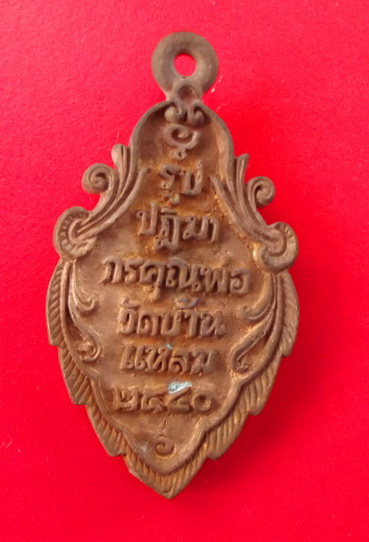 รูป
ปฏิมา
กรคุณพ่อ
วัดบ้าน
แหลม
๒๔๘๐